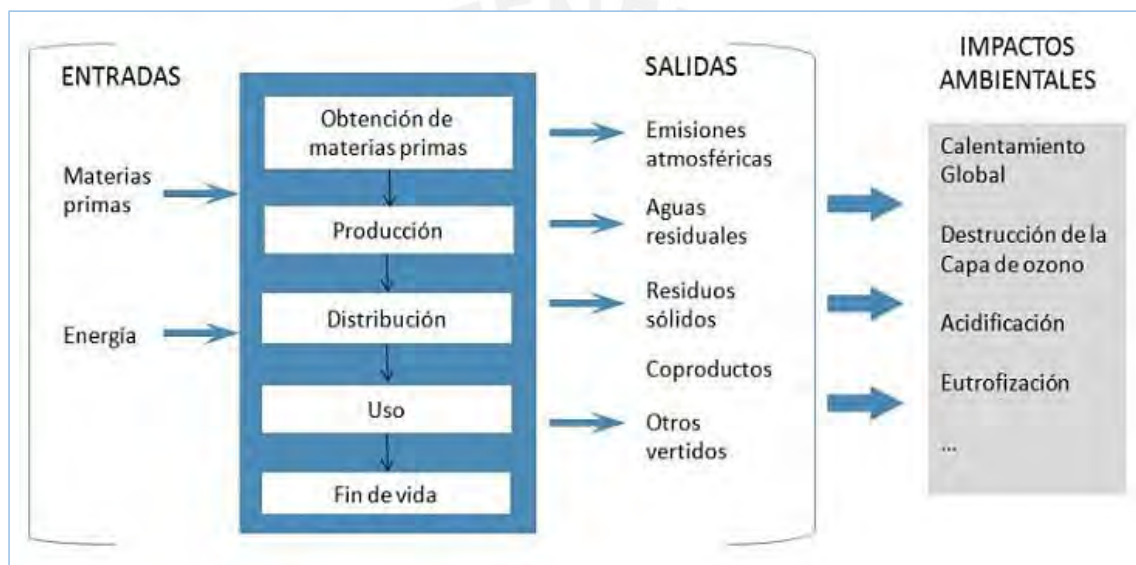 ENTRADAS
Materias
primas
Energía
Obtención de
materias primas
Producción
Distribución
Uso
Fin de vida
SALIDAS
Emisiones
atmosféricas
Aguas
residuales
Residuos
sólidos
Coproductos
Otros
vertidos
IMPACTOS
AMBIENTALES
Calentamiento
Global
Destrucción de la
Capa de ozono
Acidificación
Eutrofización
...